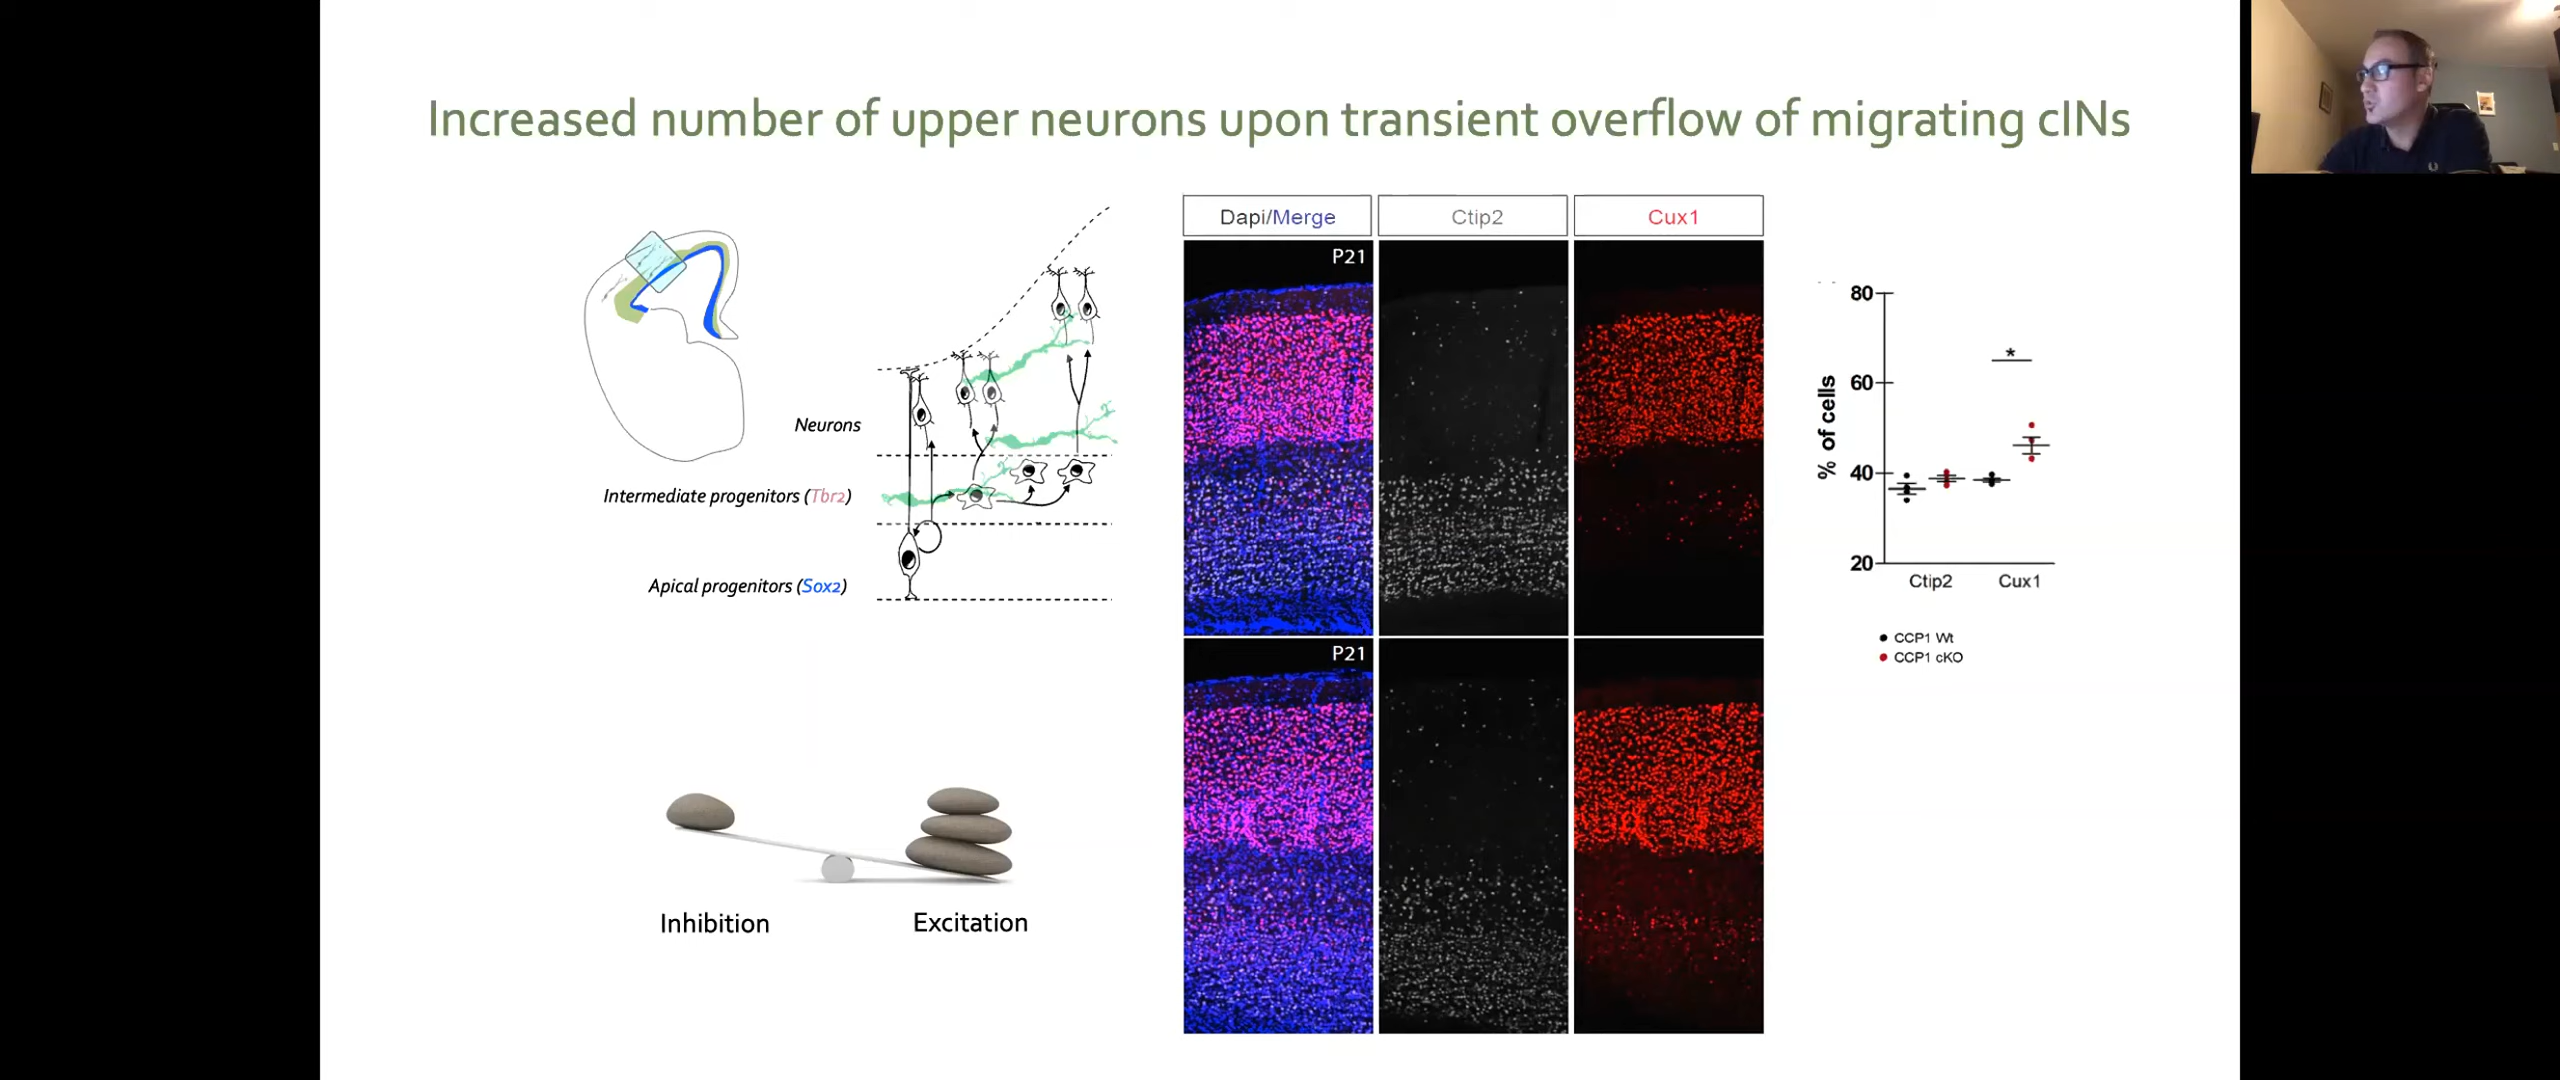 Increased number of upper neurons upon transient overflow of migrating cINs
Neurons
Intermediate progenitors (Tbr2)
Apical progenitors (Sox2)
Inhibition
Excitation
Dapi/Merge
Ctip2
Cux1
P21
P21
% of cells
80
60
40
20
*
Ctip2
Cux1
CCP1 Wt
CCP1 cKO